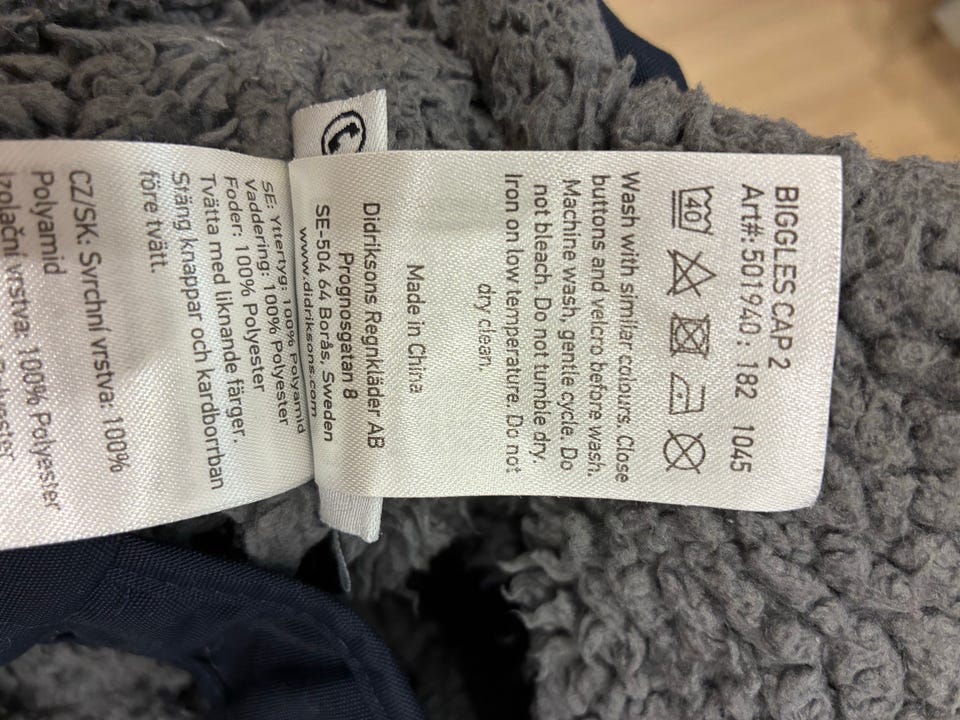 BIGGLES CAP 2
Art#: 501940 : 182 1045
40
Wash with similar colours. Close
buttons and velcro before wash.
Machine wash, gentle cycle. Do
not bleach. Do not tumble dry.
Iron on low temperature. Do not
dry clean.
Made in China
Didriksons Regnkläder AB
Prognosgatan 8
SE-504 64 Borås, Sweden
www.didriksons.com
SE: Yttertyg: 100% Polyamid
Vaddering: 100% Polyester
Foder: 100% Polyester
Tvätta med liknande färger.
Stäng knappar och kardborrban
före tvätt.
CZ/SK: Svrchní vrstva: 100%
Polyamid
Izolační vrstva: 100% Polyester